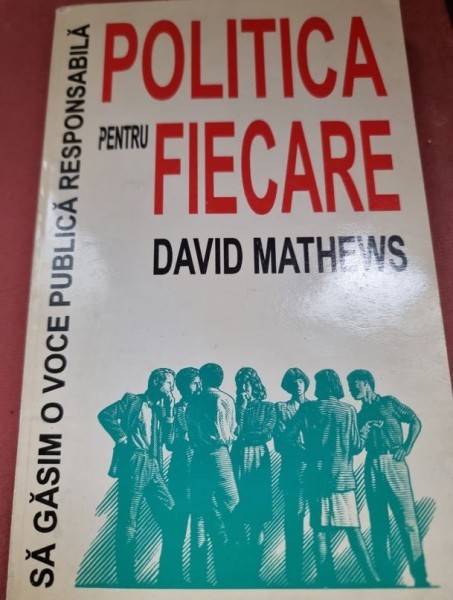 POLITICA
PENTRU FIECARE
DAVID MATHEWS
SĂ GĂSIM O VOCE PUBLICĂ RESPONSABILĂ